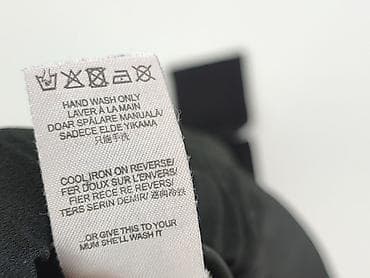 HAND WASH ONLY
LAVER À LA MAIN
DOAR SPĂLARE MANUALĂ/
SADECE ELDE YIKAMA
只能手洗
COOL IRON ON REVERSE/
FER DOUX SUR L'ENVERS/
FIER RECE PE REVERS/
TERS SERIN DEMIR/
...OR GIVE THIS TO YOUR
MUM SHE'LL WASH IT